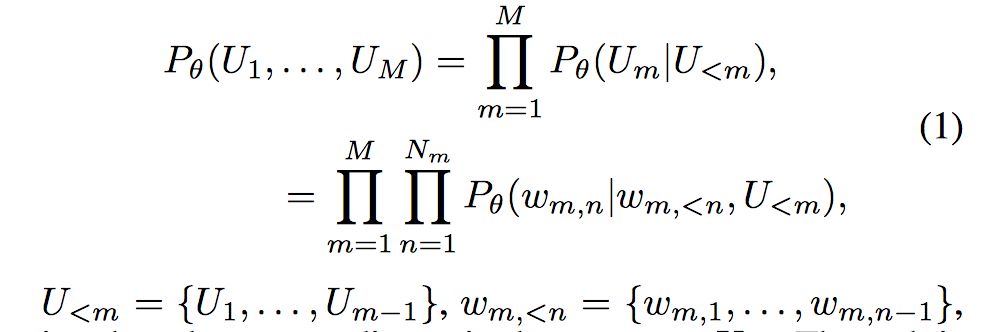 P_θ(U_1, . . . , U_M) = ∏_{m=1}^{M} P_θ(U_m|U_{<m}),
(1)
= ∏_{m=1}^{M} ∏_{n=1}^{N_m} P_θ(w_{m,n}|w_{m,<n}, U_{<m}),
U_{<m} = {U_1, . . . , U_{m−1}}, w_{m,<n} = {w_{m,1}, . . . , w_{m,n−1}},